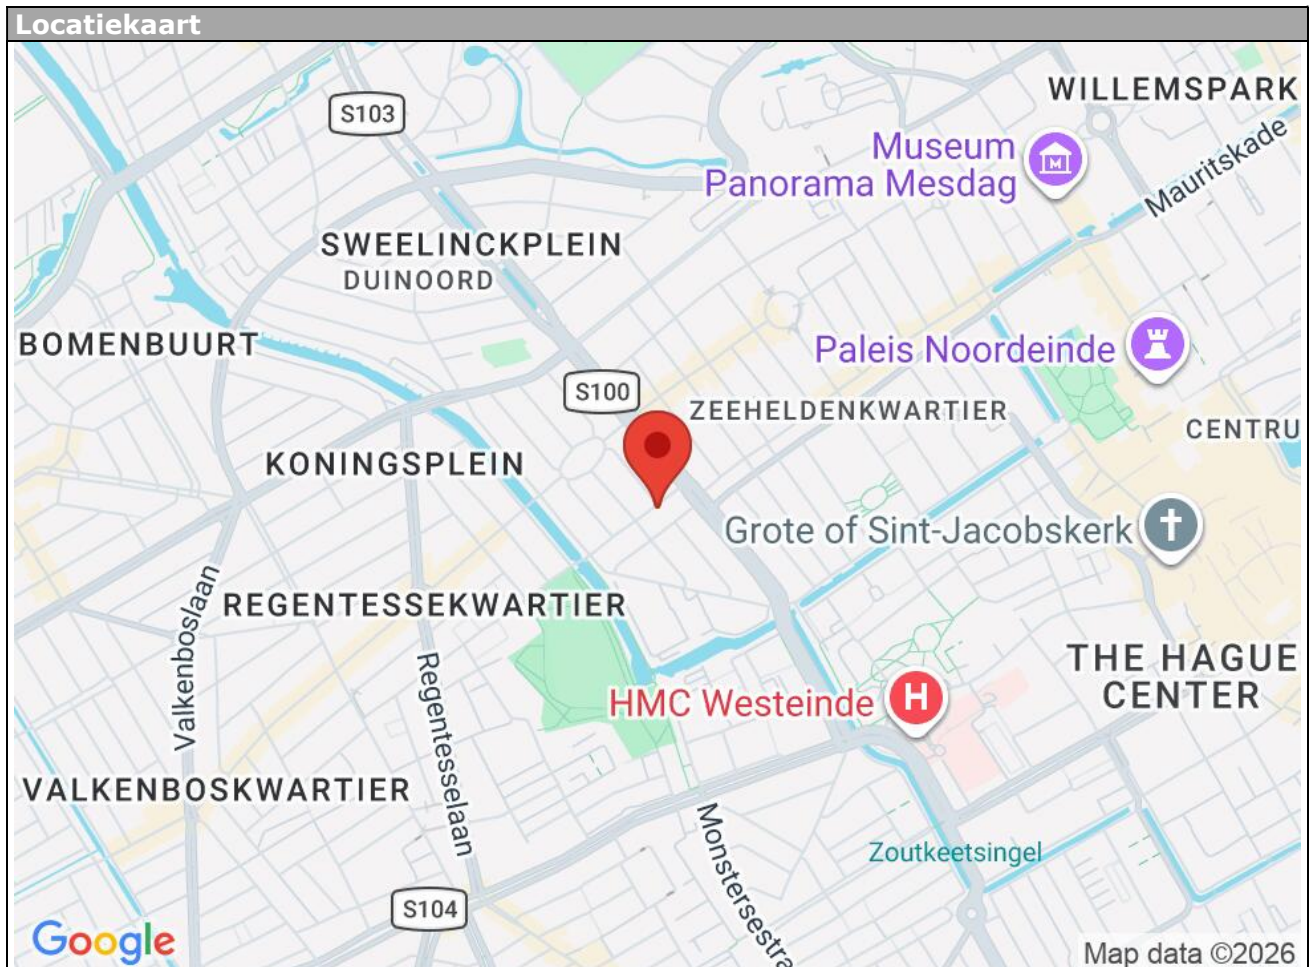 Locatiekaart
WILLEMSPARK
S103
Museum
Panorama Mesdag
Mauritskade
SWEELINCKPLEIN
DUINOORD
BOMENBUURT
Paleis Noordeinde
S100
ZEEHELDENKWARTIER
CENTRU
KONINGSPLEIN
Grote of Sint-Jacobskerk
REGENTESSEKWARTIER
Valkenboslaan
Regentesselaan
THE HAGUE
CENTER
HMC Westeinde
H
VALKENBOSKWARTIER
Monstersestra
Zoutkeetsingel
S104
Google
Map data ©2026